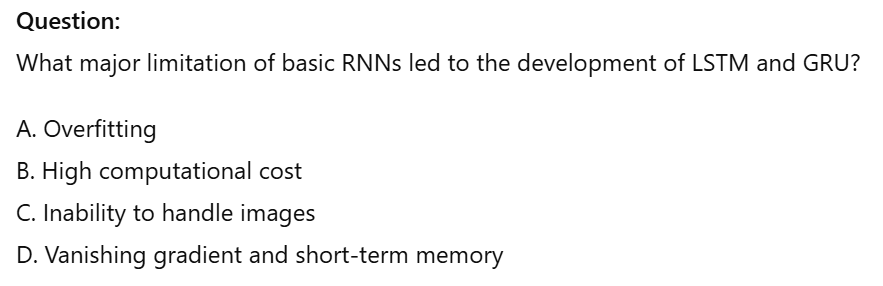 Question:
What major limitation of basic RNNs led to the development of LSTM and GRU?
A. Overfitting
B. High computational cost
C. Inability to handle images
D. Vanishing gradient and short-term memory